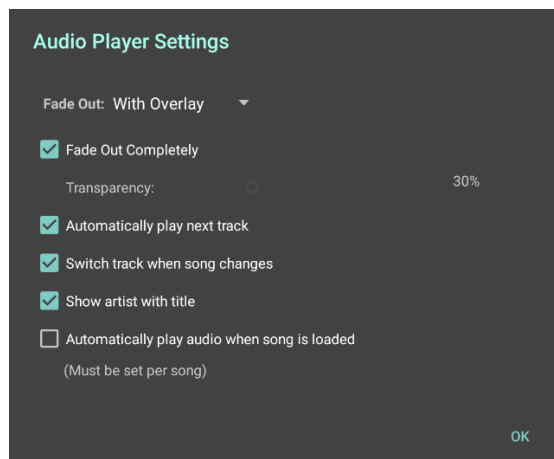 Audio Player Settings
Fade Out: With Overlay
Fade Out Completely
Transparency: 30%
Automatically play next track
Switch track when song changes
Show artist with title
Automatically play audio when song is loaded
(Must be set per song)
OK